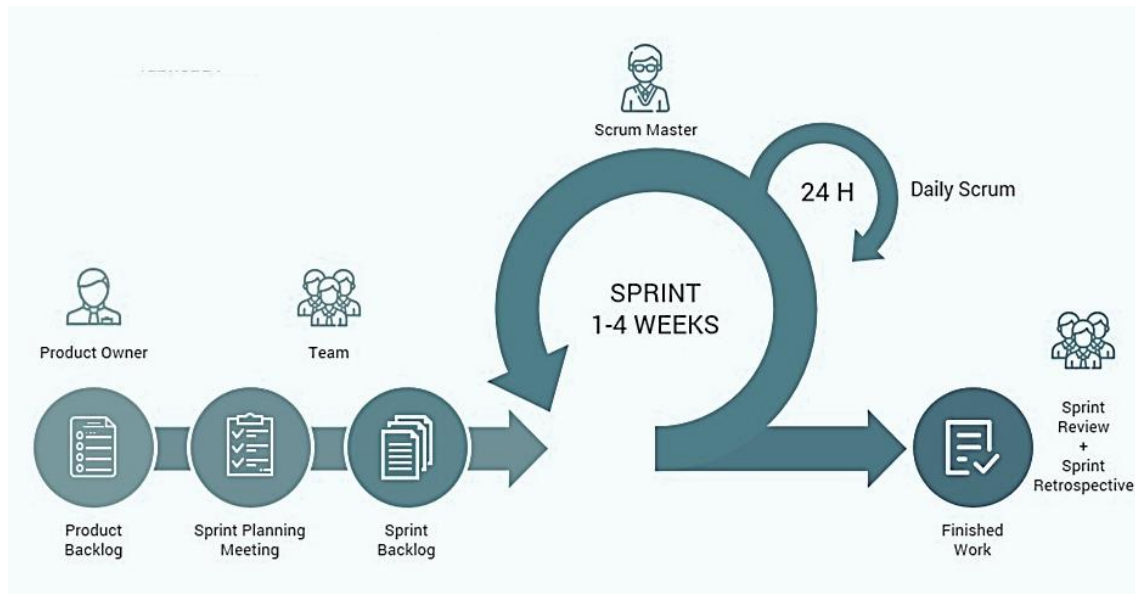 Scrum Master
24 H
Daily Scrum
SPRINT
1-4 WEEKS
Product Owner
Team
Sprint
Review
+
Sprint
Retrospective
Product
Backlog
Sprint Planning
Meeting
Sprint
Backlog
Finished
Work